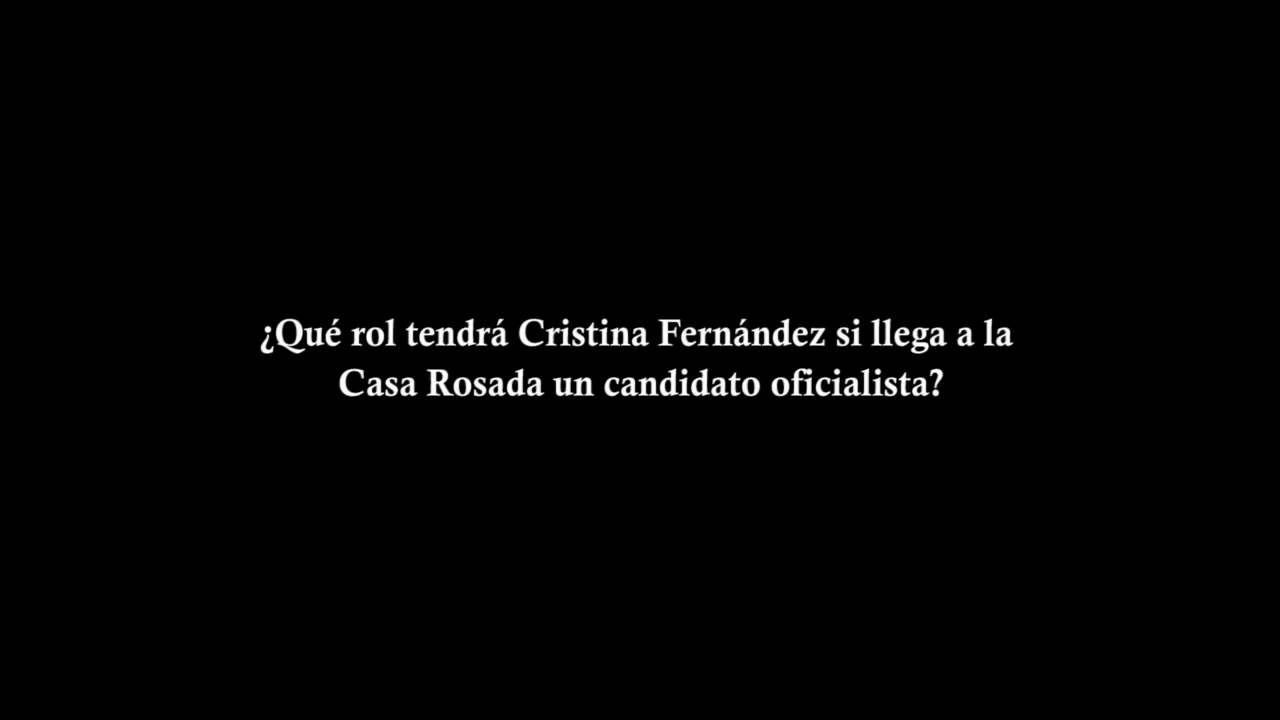 ¿Qué rol tendrá Cristina Fernández si llega a la
Casa Rosada un candidato oficialista?